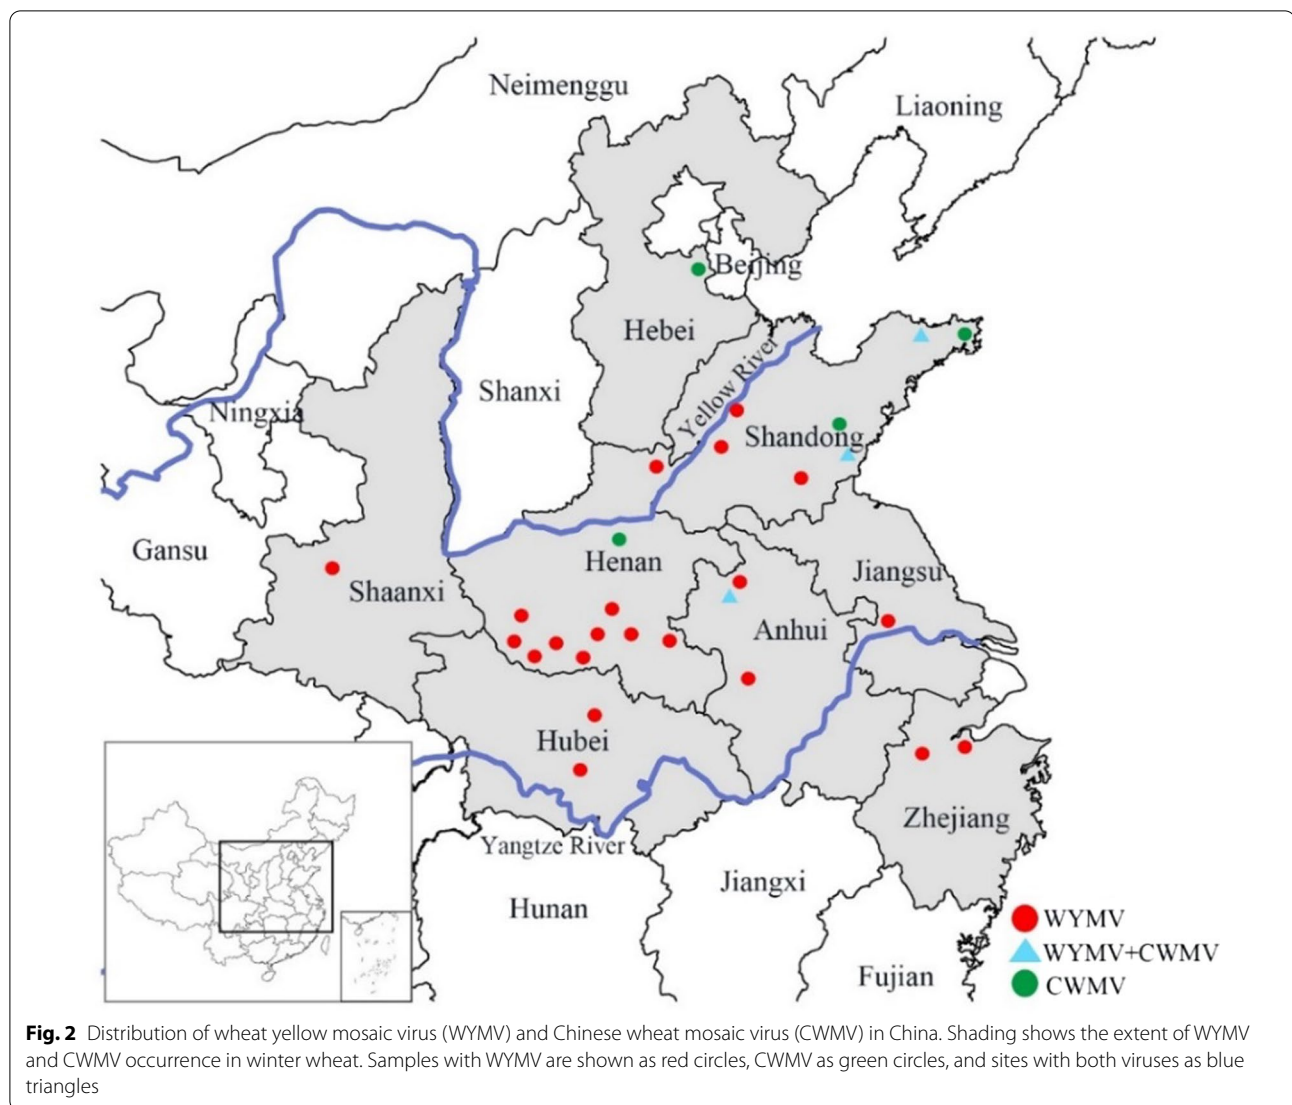 Neimenggu
Liaoning
Beijing
Hebei
Yellow River
Shanxi
Ningxia
Shandong
Gansu
Henan
Jiangsu
Shaanxi
Anhui
Hubei
Zhejiang
Yangtze River
Jiangxi
Hunan
WYMV
WYMV+CWMV
Fujian
CWMV
Fig. 2 Distribution of wheat yellow mosaic virus (WYMV) and Chinese wheat mosaic virus (CWMV) in China. Shading shows the extent of WYMV
and CWMV occurrence in winter wheat. Samples with WYMV are shown as red circles, CWMV as green circles, and sites with both viruses as blue
triangles